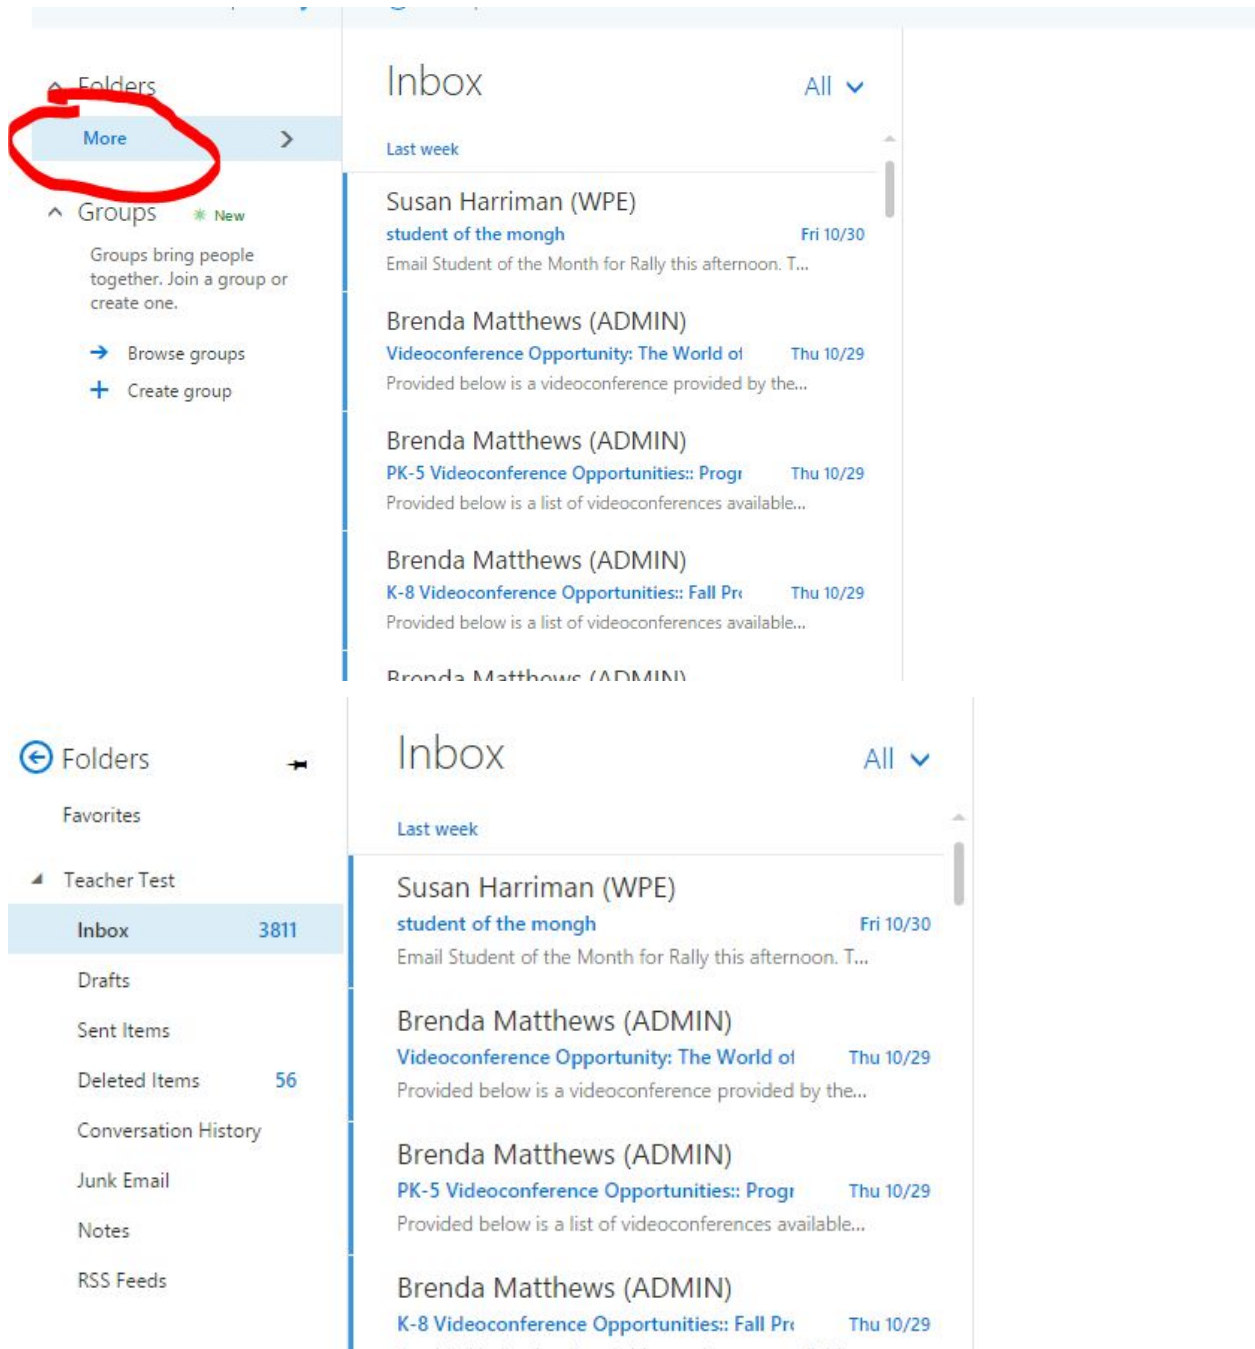 Folders
More
Groups New
Groups bring people
together. Join a group or
create one.
Browse groups
Create group
Inbox
All
Last week
Susan Harriman (WPE)
student of the mongh Fri 10/30
Email Student of the Month for Rally this afternoon. T...
Brenda Matthews (ADMIN)
Videoconference Opportunity: The World of Thu 10/29
Provided below is a videoconference provided by the...
Brenda Matthews (ADMIN)
PK-5 Videoconference Opportunities:: Progr Thu 10/29
Provided below is a list of videoconferences available...
Brenda Matthews (ADMIN)
K-8 Videoconference Opportunities:: Fall Pro Thu 10/29
Provided below is a list of videoconferences available...
Brenda Matthews (ADMIN)
Folders
Favorites
Teacher Test
Inbox 3811
Drafts
Sent Items
Deleted Items 56
Conversation History
Junk Email
Notes
RSS Feeds
Inbox
All
Last week
Susan Harriman (WPE)
student of the mongh Fri 10/30
Email Student of the Month for Rally this afternoon. T...
Brenda Matthews (ADMIN)
Videoconference Opportunity: The World of Thu 10/29
Provided below is a videoconference provided by the...
Brenda Matthews (ADMIN)
PK-5 Videoconference Opportunities:: Progr Thu 10/29
Provided below is a list of videoconferences available...
Brenda Matthews (ADMIN)
K-8 Videoconference Opportunities:: Fall Pro Thu 10/29